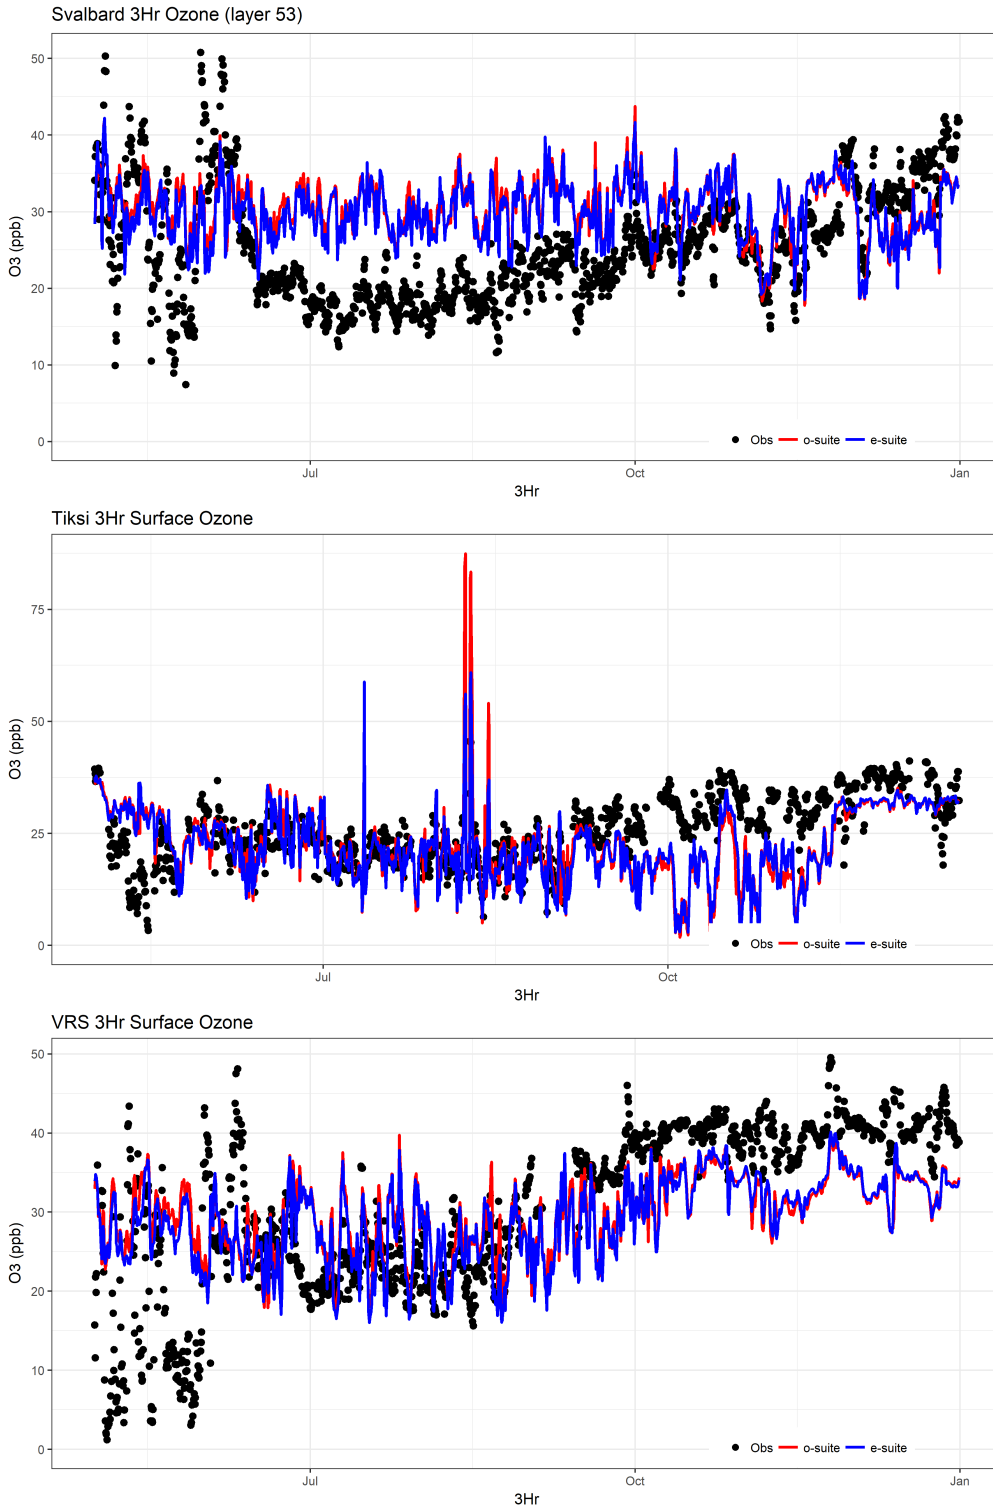 Svalbard 3Hr Ozone (layer 53)
O3 (ppb)
50
40
30
20
10
0
Obs o-suite e-suite
Jul Oct Jan
3Hr
Tiksi 3Hr Surface Ozone
O3 (ppb)
75
50
25
0
Obs o-suite e-suite
Jul Oct
3Hr
VRS 3Hr Surface Ozone
O3 (ppb)
50
40
30
20
10
0
Obs o-suite e-suite
Jul Oct Jan
3Hr